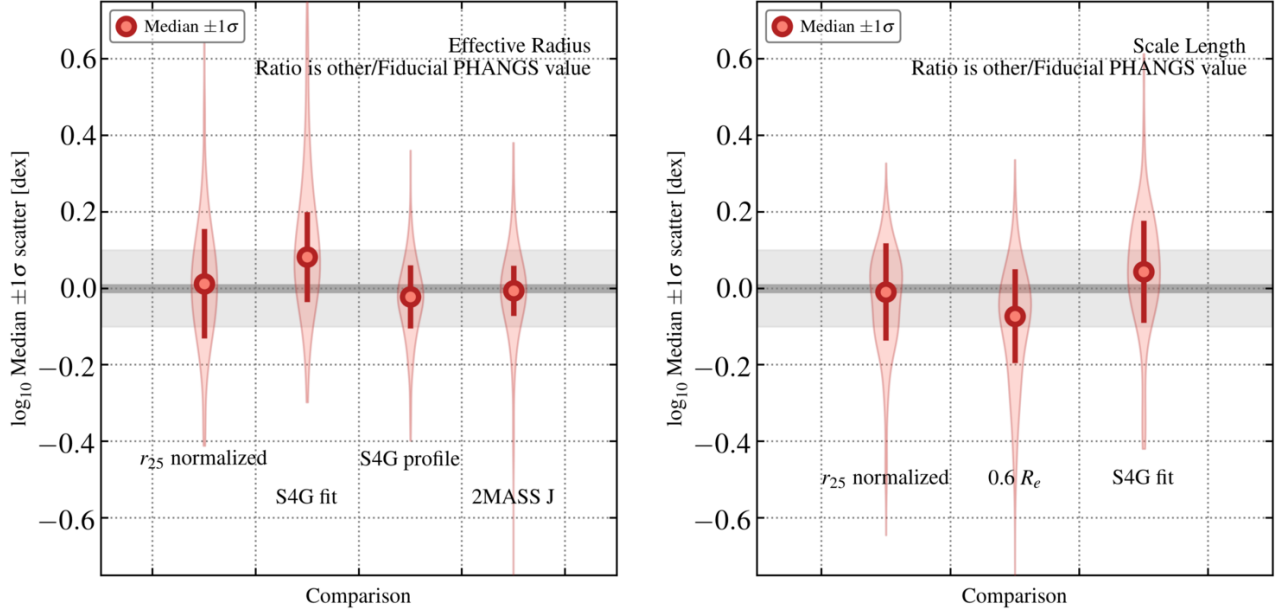 Median ±1σ
Effective Radius
Ratio is other/Fiducial PHANGS value
0.6
0.4
0.2
0.0
−0.2
−0.4
−0.6
log₁₀ Median ±1σ scatter [dex]
r₂₅ normalized
S4G fit
S4G profile
2MASS J
Comparison
Median ±1σ
Scale Length
Ratio is other/Fiducial PHANGS value
0.6
0.4
0.2
0.0
−0.2
−0.4
−0.6
log₁₀ Median ±1σ scatter [dex]
r₂₅ normalized
0.6 Rₑ
S4G fit
Comparison